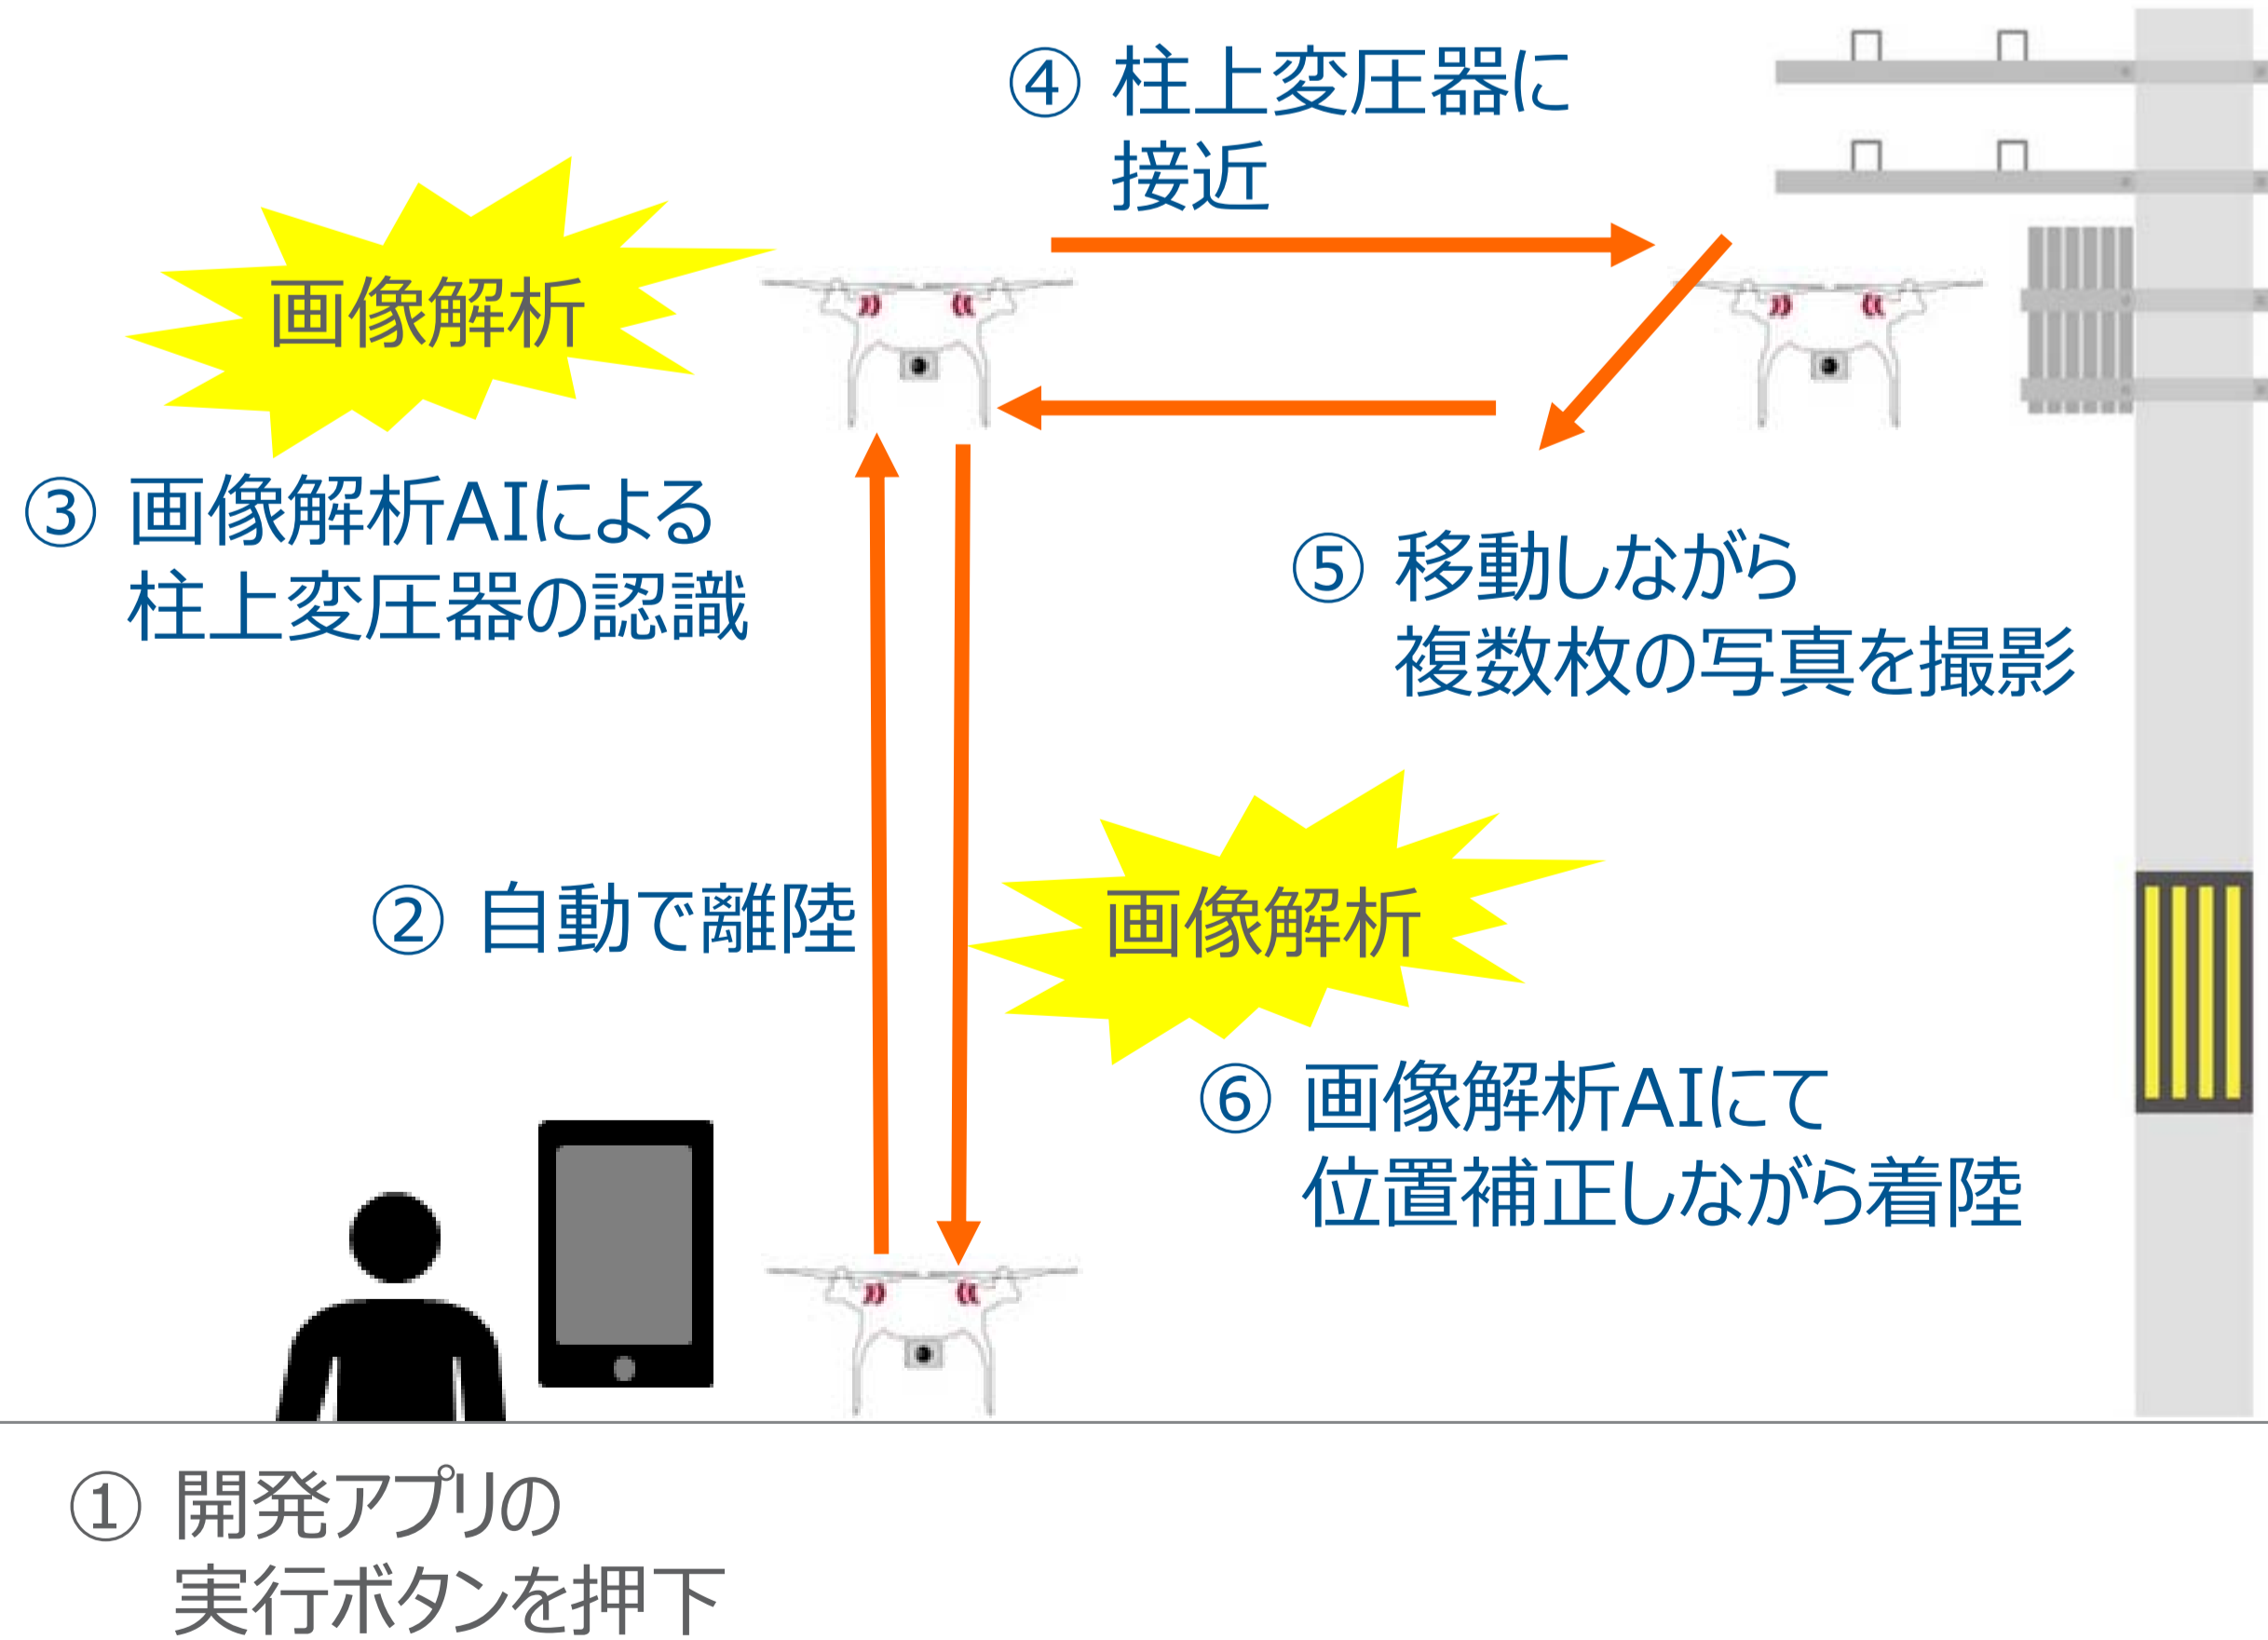 ④ 柱上変圧器に
接近
画像解析
③ 画像解析AIによる
柱上変圧器の認識
⑤ 移動しながら
複数枚の写真を撮影
② 自動で離陸
画像解析
⑥ 画像解析AIにて
位置補正しながら着陸
① 開発アプリの
実行ボタンを押下